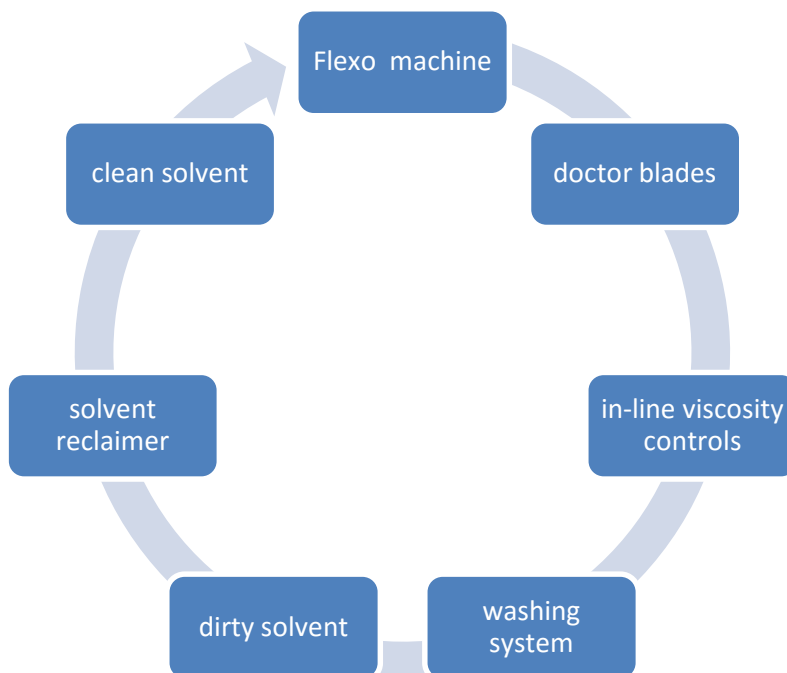 Flexo machine
doctor blades
in-line viscosity
controls
washing
system
dirty solvent
solvent
reclaimer
clean solvent